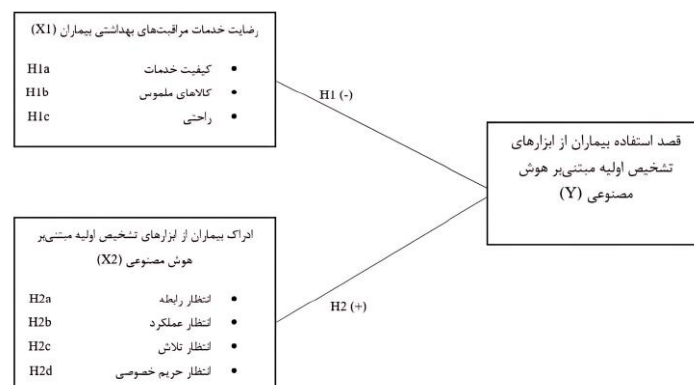 رضایت خدمات مراقبت‌های بهداشتی بیماران (X1)
کیفیت خدمات H1a
کالاهای ملموس H1b
راحتی H1c
H1 (-)
قصد استفاده بیماران از ابزارهای
تشخیص اولیه مبتنی‌بر هوش
مصنوعی (Y)
ادراک بیماران از ابزارهای تشخیص اولیه مبتنی‌بر
هوش مصنوعی (X2)
انتظار رابطه H2a
انتظار عملکرد H2b
انتظار تلاش H2c
انتظار حریم خصوصی H2d
H2 (+)